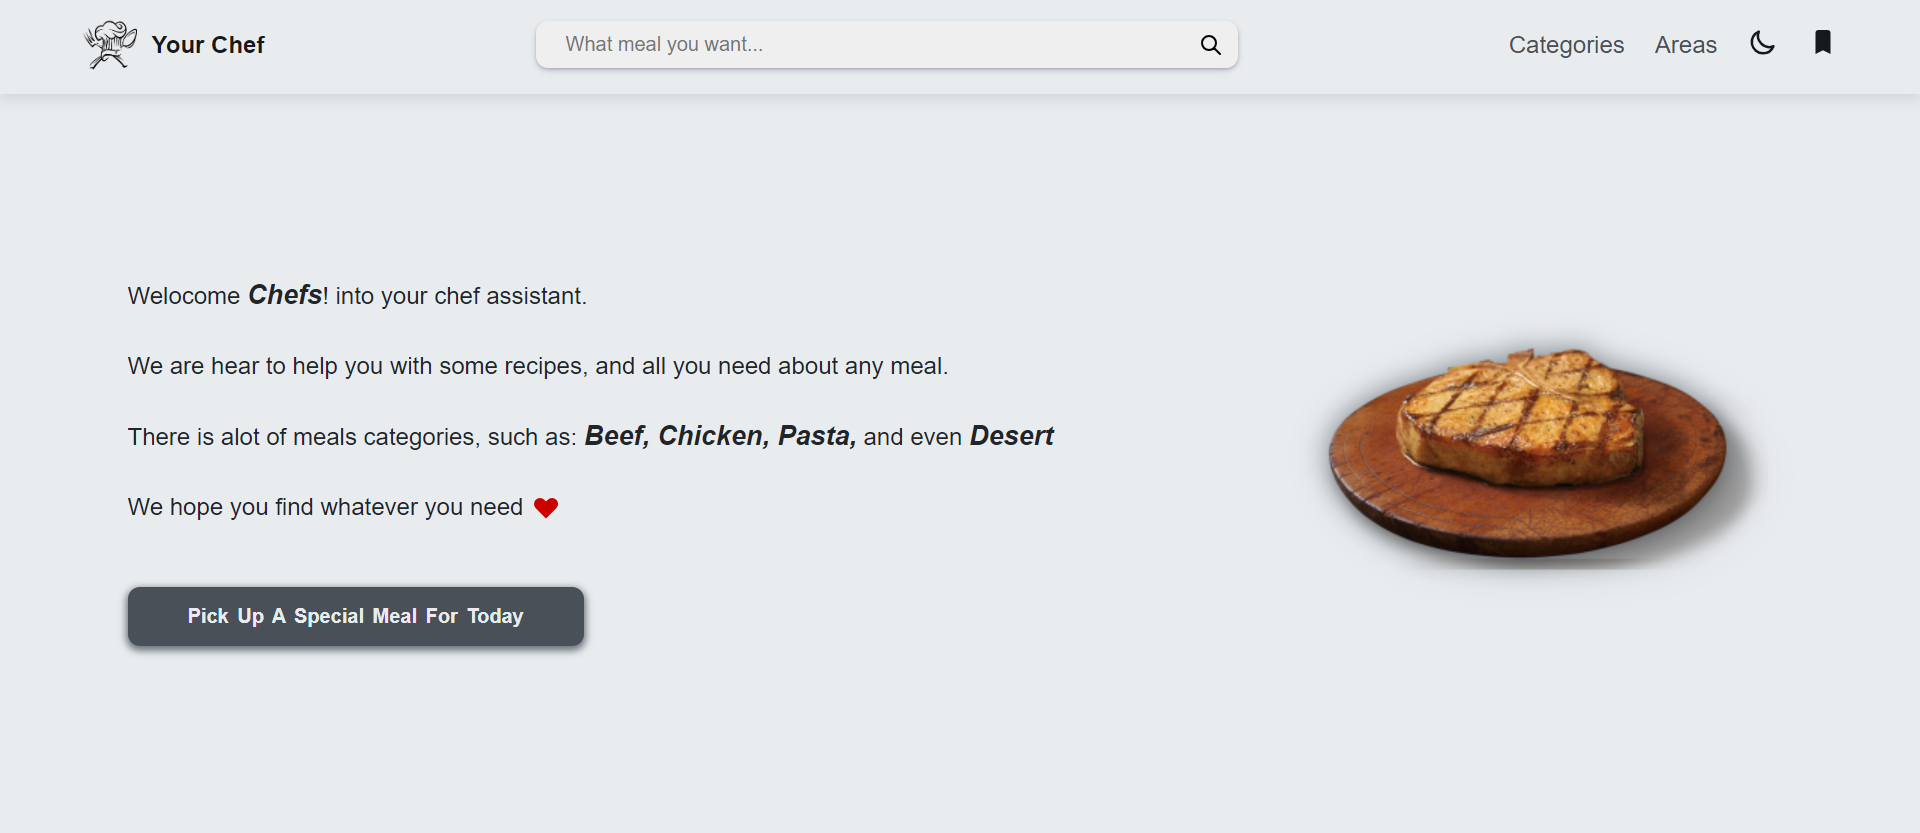 Your Chef
What meal you want...
Categories
Areas
Welocome Chefs! into your chef assistant.
We are hear to help you with some recipes, and all you need about any meal.
There is alot of meals categories, such as: Beef, Chicken, Pasta, and even Desert
We hope you find whatever you need
Pick Up A Special Meal For Today